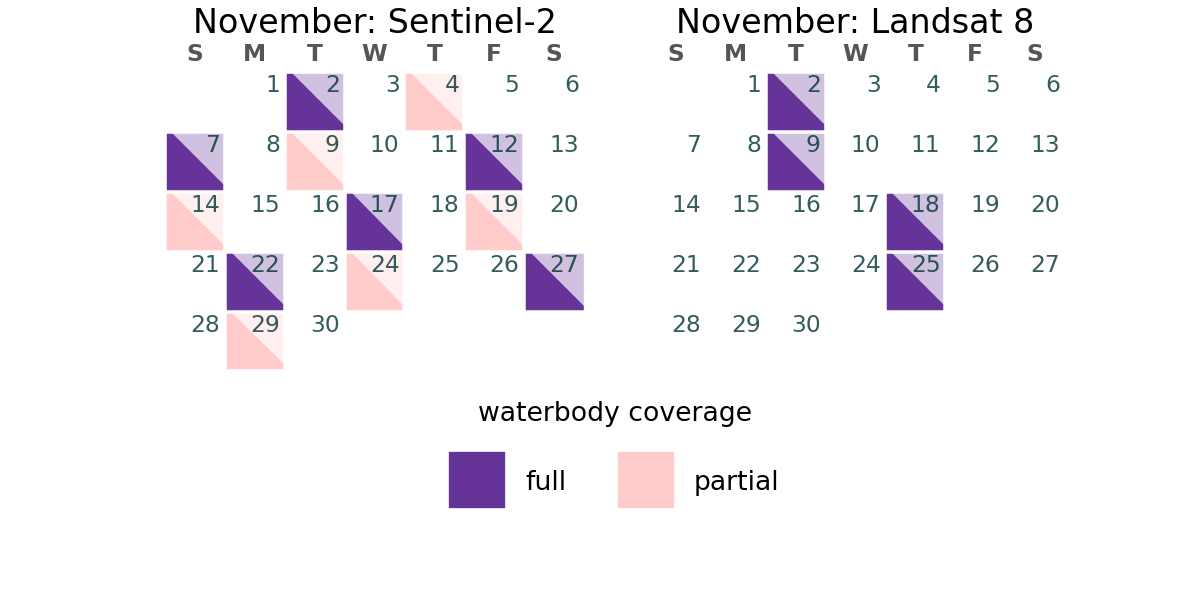 November: Sentinel-2
S M T W T F S
1 2 3 4 5 6
7 8 9 10 11 12 13
14 15 16 17 18 19 20
21 22 23 24 25 26 27
28 29 30
November: Landsat 8
S M T W T F S
1 2 3 4 5 6
7 8 9 10 11 12 13
14 15 16 17 18 19 20
21 22 23 24 25 26 27
28 29 30
waterbody coverage
full partial